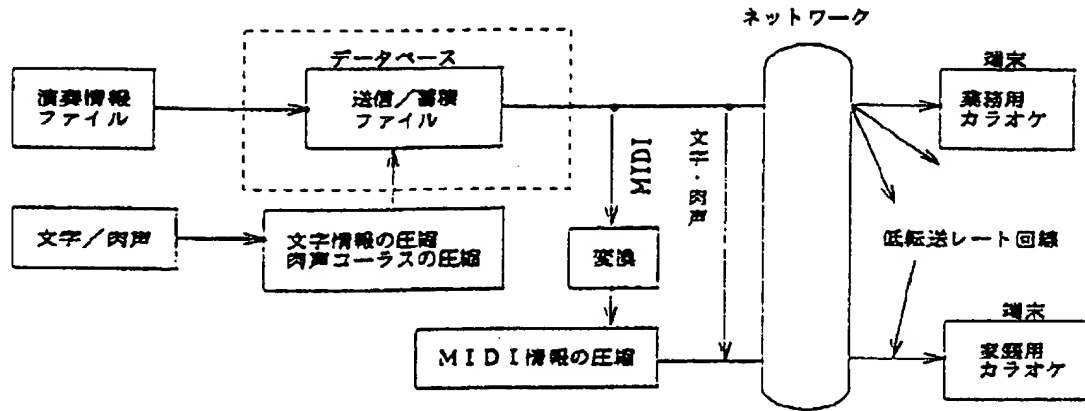 ネットワーク
データベース
端末
演奏情報
ファイル
送信/蓄積
ファイル
業務用
カラオケ
MIDI
文字・肉声
文字/肉声
文字情報の圧縮
肉声コーラスの圧縮
変換
低転送レート回線
端末
MIDI情報の圧縮
家庭用
カラオケ